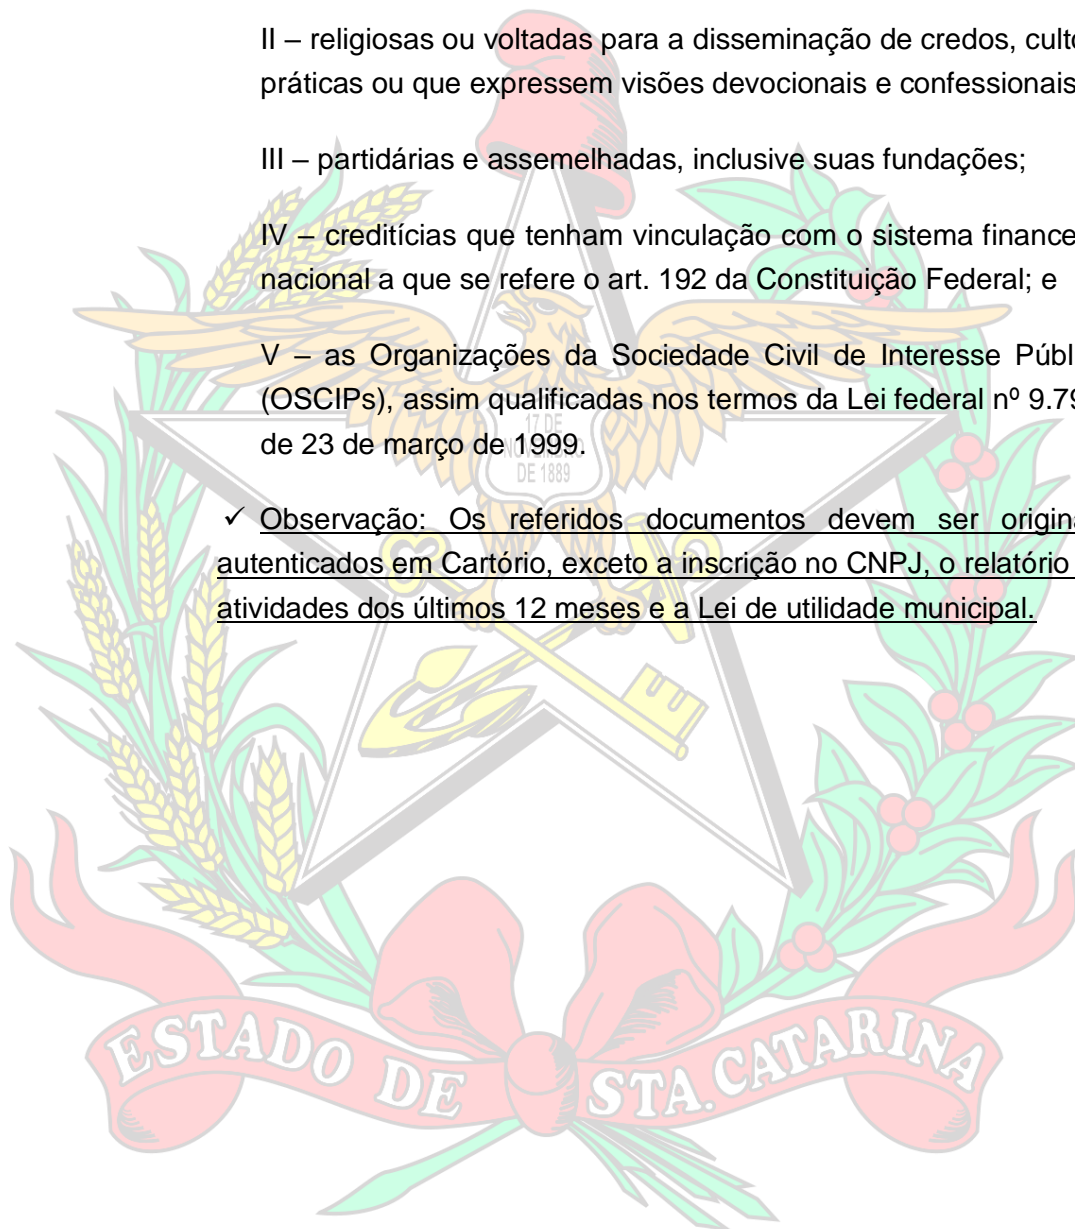 II – religiosas ou voltadas para a disseminação de credos, culto
práticas ou que expressem visões devocionais e confessionais
III – partidárias e assemelhadas, inclusive suas fundações;
IV – creditícias que tenham vinculação com o sistema finance
nacional a que se refere o art. 192 da Constituição Federal; e
V – as Organizações da Sociedade Civil de Interesse Públ
(OSCIPs), assim qualificadas nos termos da Lei federal nº 9.79
de 23 de março de 1999.
17 DE
NOVEMBRO
DE 1889
✓ Observação: Os referidos documentos devem ser origina
autenticados em Cartório, exceto a inscrição no CNPJ, o relatório
atividades dos últimos 12 meses e a Lei de utilidade municipal.
ESTADO DE STA. CATARINA